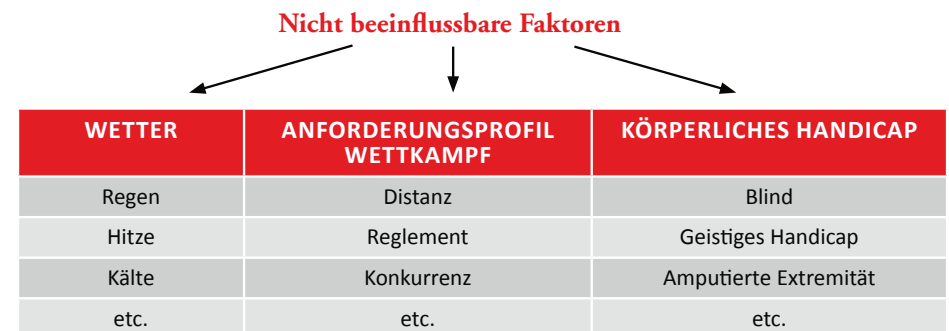 Nicht beeinflussbare Faktoren
WETTER ANFORDERUNGSPROFIL WETTKAMPF KÖRPERLICHES HANDICAP
Regen Distanz Blind
Hitze Reglement Geistiges Handicap
Kälte Konkurrenz Amputierte Extremität
etc. etc. etc.